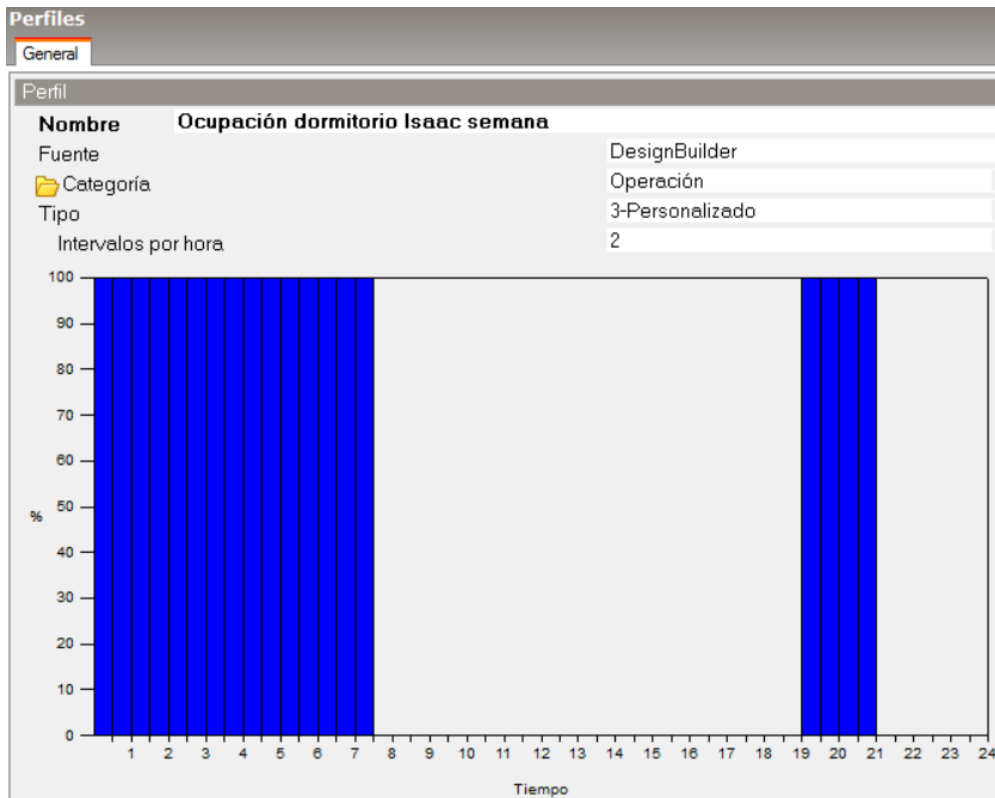 Perfiles
General
Perfil
Nombre Ocupación dormitorio Isaac semana
Fuente DesignBuilder
Categoría Operación
Tipo 3-Personalizado
Intervalos por hora 2
100
90
80
70
60
50
%
40
30
20
10
0
1 2 3 4 5 6 7 8 9 10 11 12 13 14 15 16 17 18 19 20 21 22 23 24
Tiempo